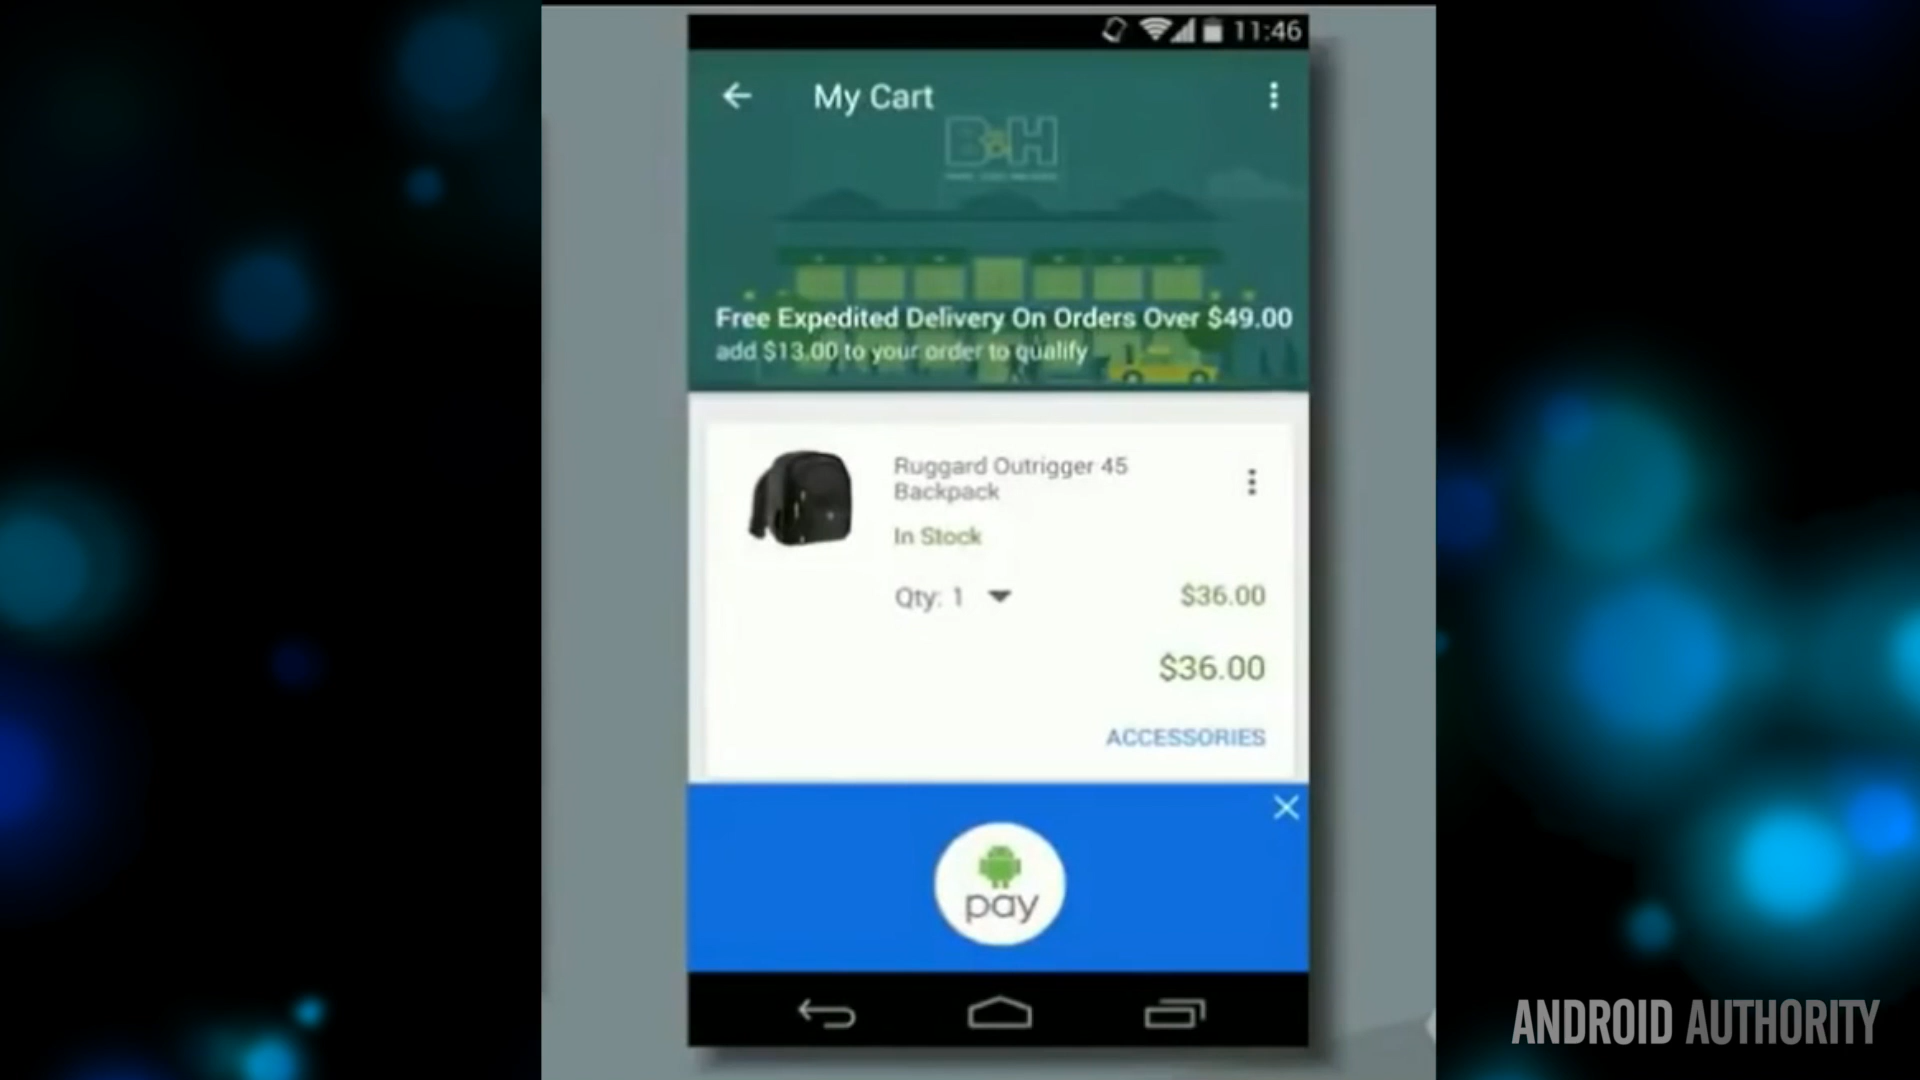 11:46
My Cart
B&H
Free Expedited Delivery On Orders Over $49.00
add $13.00 to your order to qualify
Ruggard Outrigger 45
Backpack
In Stock
Qty: 1
$36.00
$36.00
ACCESSORIES
pay
ANDROID AUTHORITY